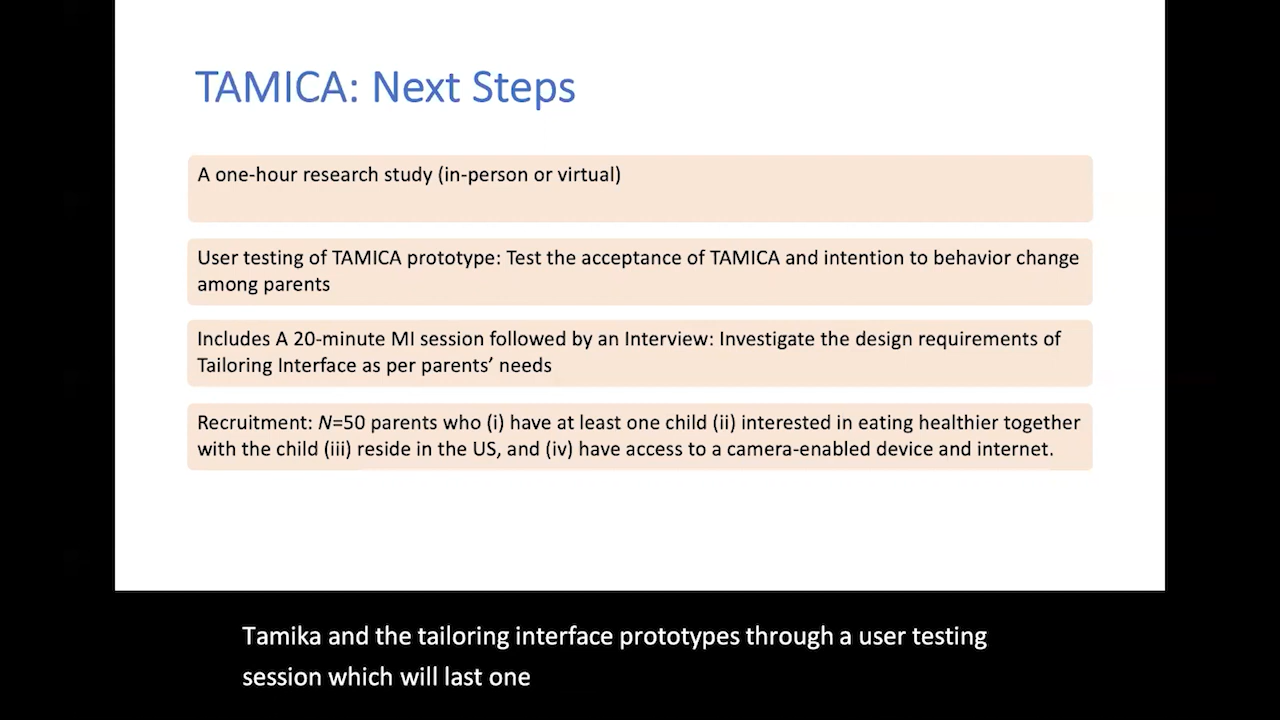 TAMICA: Next Steps
A one-hour research study (in-person or virtual)
User testing of TAMICA prototype: Test the acceptance of TAMICA and intention to behavior change
among parents
Includes A 20-minute MI session followed by an Interview: Investigate the design requirements of
Tailoring Interface as per parents’ needs
Recruitment: N=50 parents who (i) have at least one child (ii) interested in eating healthier together
with the child (iii) reside in the US, and (iv) have access to a camera-enabled device and internet.
Tamika and the tailoring interface prototypes through a user testing
session which will last one